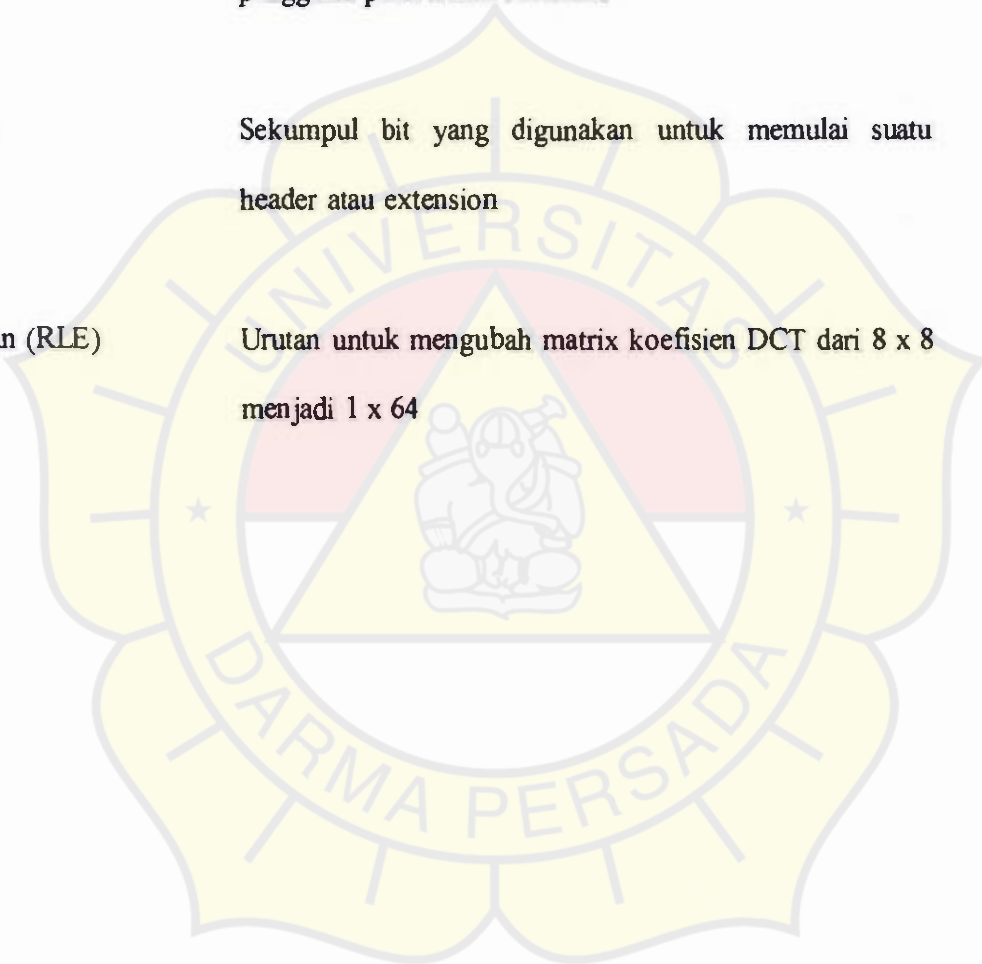 Sekumpul bit yang digunakan untuk memulai suatu
header atau extension
n (RLE) Urutan untuk mengubah matrix koefisien DCT dari 8 x 8
menjadi 1 x 64
UNIVERSITAS
DARMA PERSADA